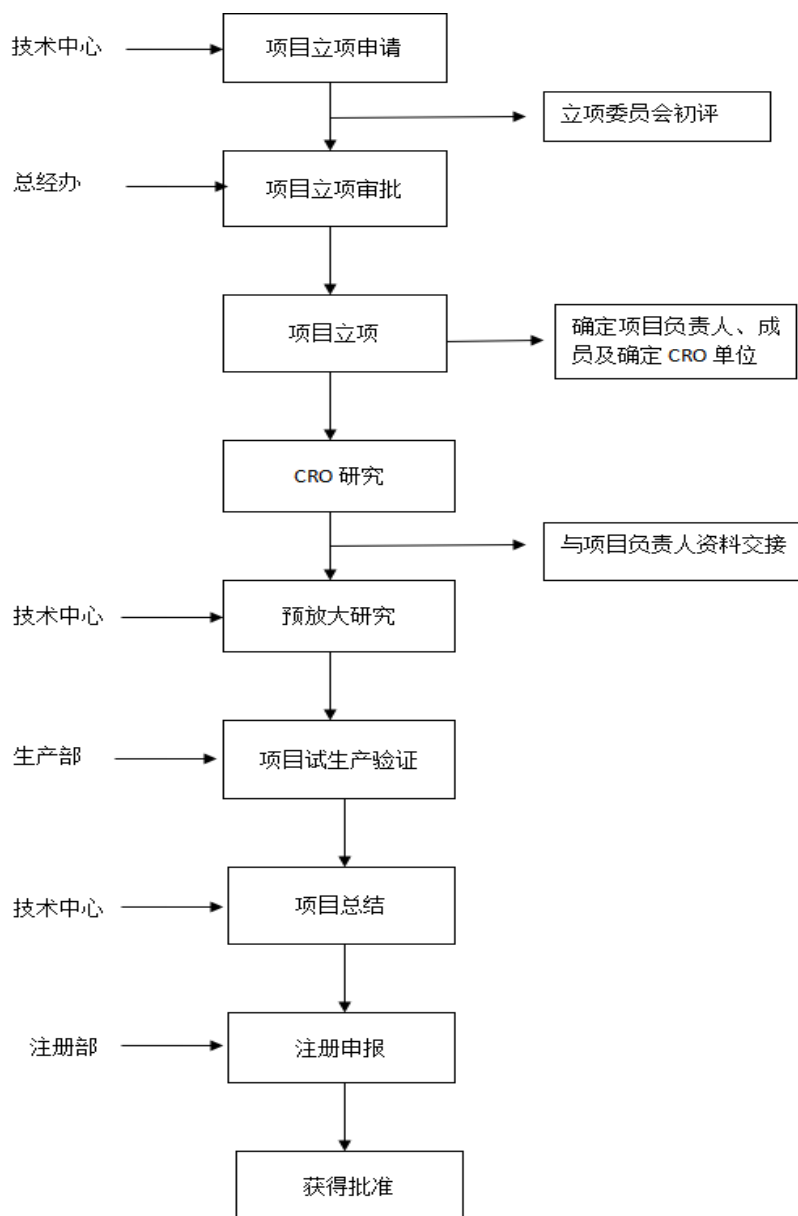 技术中心
项目立项申请
立项委员会初评
总经办
项目立项审批
项目立项
确定项目负责人、成
员及确定 CRO 单位
CRO 研究
与项目负责人资料交接
技术中心
预放大研究
生产部
项目试生产验证
技术中心
项目总结
注册部
注册申报
获得批准